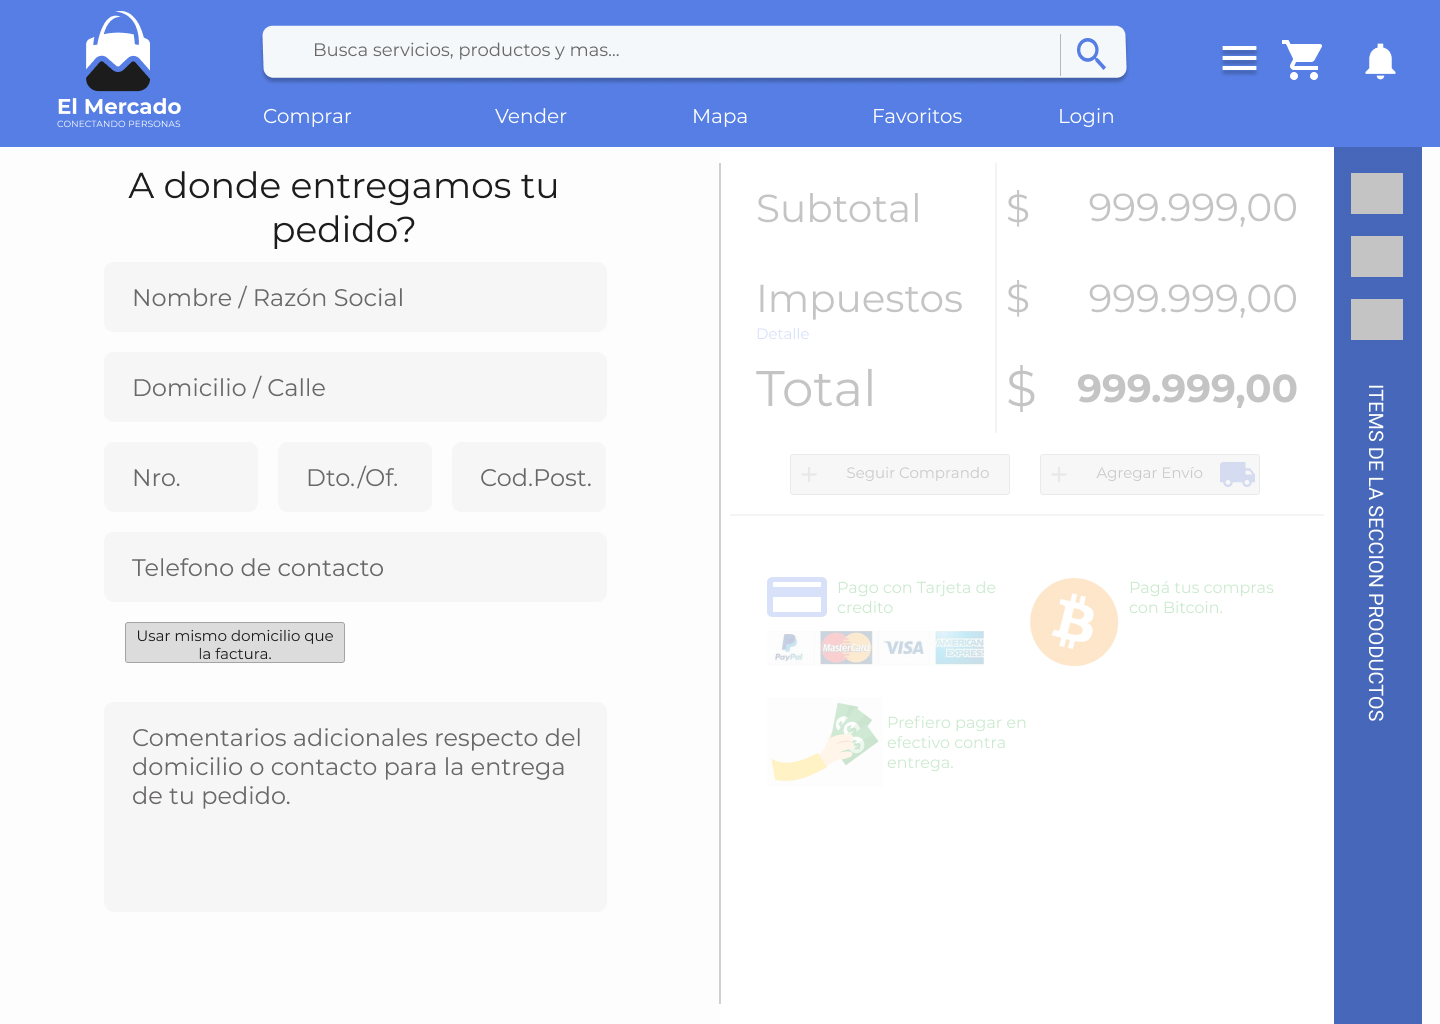 El Mercado
CONECTANDO PERSONAS
Busca servicios, productos y mas...
Comprar
Vender
Mapa
Favoritos
Login
A donde entregamos tu
pedido?
Nombre / Razón Social
Domicilio / Calle
Nro.
Dto./Of.
Cod.Post.
Telefono de contacto
Usar mismo domicilio que
la factura.
Comentarios adicionales respecto del
domicilio o contacto para la entrega
de tu pedido.
Subtotal $ 999.999,00
Impuestos $ 999.999,00
Detalle
Total $ 999.999,00
+ Seguir Comprando
+ Agregar Envío
Pago con Tarjeta de
credito
PayPal
MasterCard
VISA
AMERICAN
EXPRESS
Pagá tus compras
con Bitcoin.
Prefiero pagar en
efectivo contra
entrega.
ITEMS DE LA SECCION PROODUCTOS